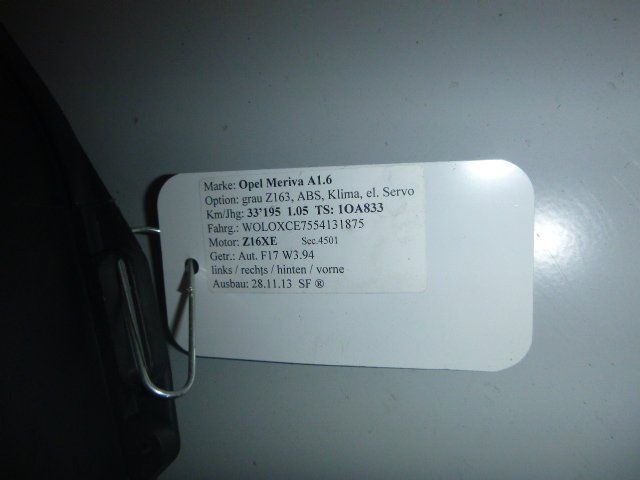 Marke: Opel Meriva A1.6
Option: grau Z163, ABS, Klima, el. Servo
Km/Jhg: 33'195 1.05 TS: 1OA833
Fahrg.: WOLOXCE7554131875
Motor: Z16XE Sec.4501
Getr.: Aut. F17 W3.94
links / rechts / hinten / vorne
Ausbau: 28.11.13 SF ®